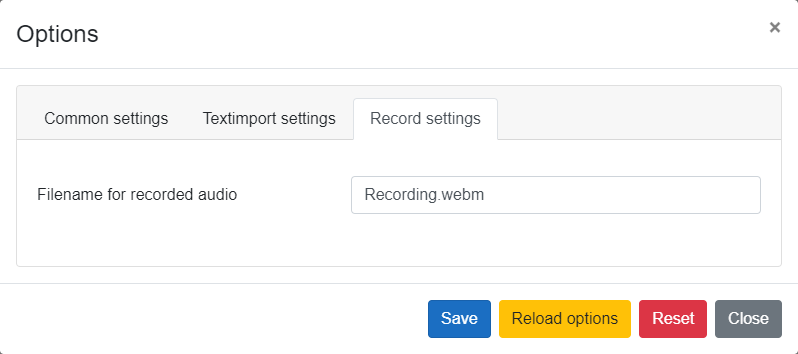 Options
×
Common settings Textimport settings Record settings
Filename for recorded audio Recording.webm
Save Reload options Reset Close